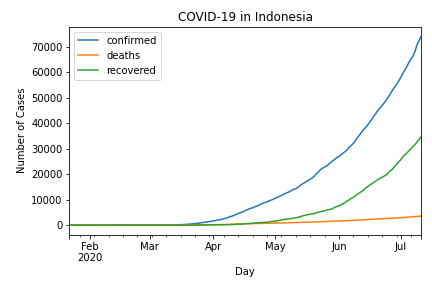 COVID-19 in Indonesia
confirmed
deaths
recovered
Number of Cases
70000
60000
50000
40000
30000
20000
10000
0
Feb Mar Apr May Jun Jul
2020
Day